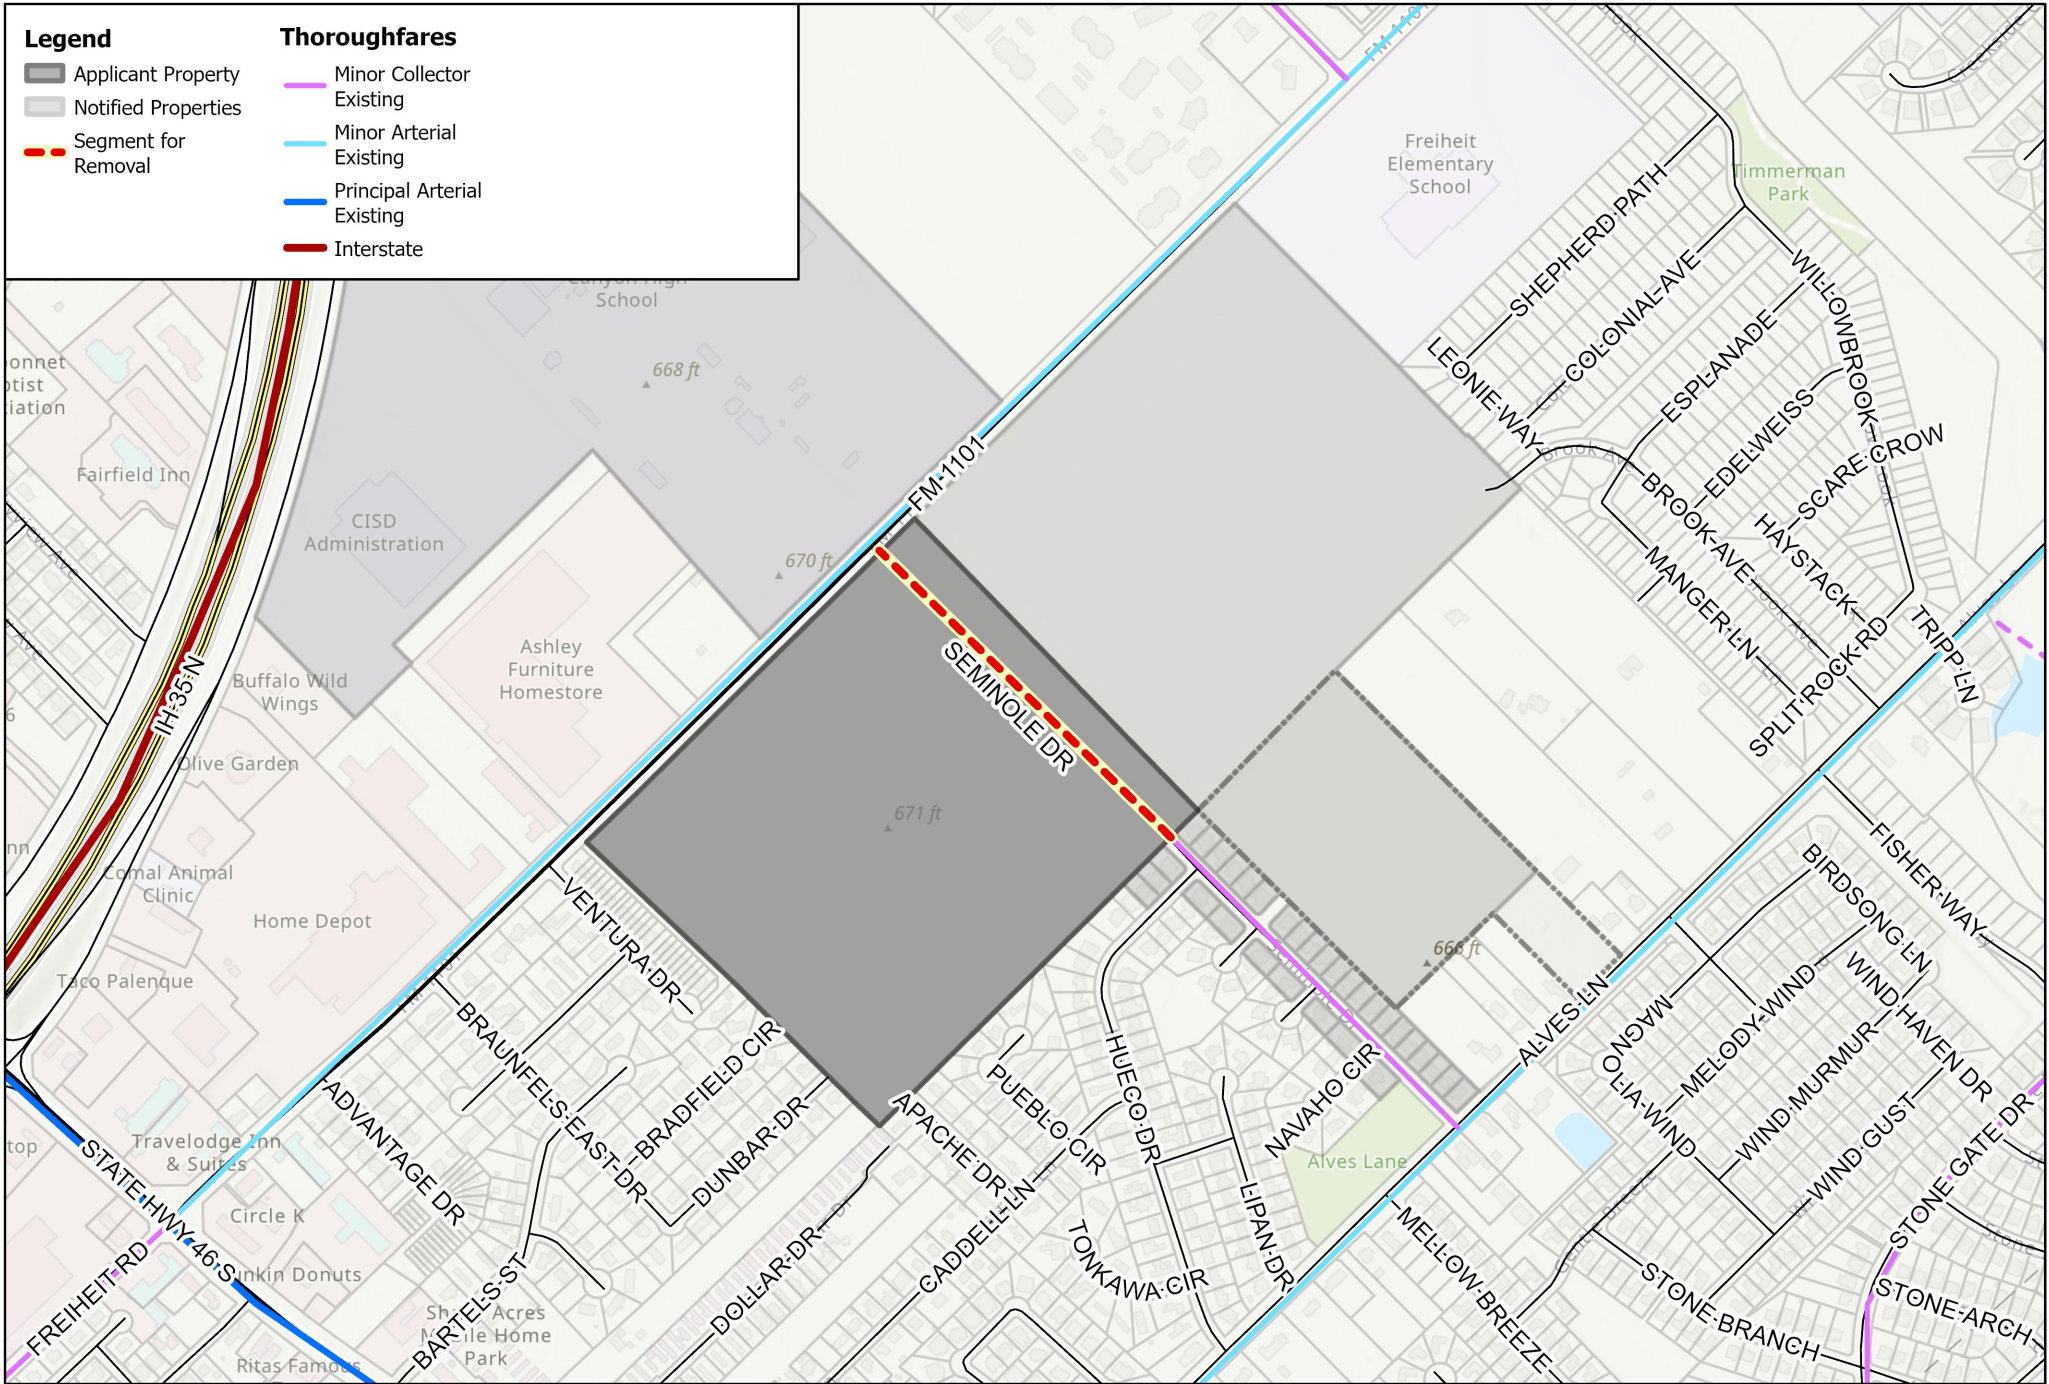 Legend
Applicant Property
Notified Properties
Segment for
Removal
Thoroughfares
Minor Collector
Existing
Minor Arterial
Existing
Principal Arterial
Existing
Interstate
School
668 ft
Fairfield Inn
CISD
Administration
670 ft
FM 1101
Freiheit
Elementary
School
Timmerman
Park
SHEPHERD PATH
COLONIAL AVE
WILLOWBROOK
LEONIE WAY
ESPLANADE
EDELWEISS
SCARE CROW
BROOK AVE
HAYSTACK
MANGER LN
SPLIT ROCK RD
TRIPP LN
IH 35 N
Buffalo Wild
Wings
Ashley
Furniture
Homestore
Olive Garden
SEMINOLE DR
671 ft
Comal Animal
Clinic
Home Depot
Taco Palenque
VENTURA DR
666 ft
ALVES LN
FISHER WAY
BIRDSONG LN
WIND HAVEN DR
MAGNOLIA WIND
MELODY WIND
WIND MURMUR
WIND GUST
STONE GATE DR
BRAUNFELS EAST DR
BRADFIELD CIR
DUNBAR DR
ADVANTAGE DR
APACHE DR
PUEBLO CIR
HUECO DR
NAVAHO CIR
Alves Lane
LIPAN DR
CADDELL LN
TONKAWA CIR
DOLLAR DR
Travelodge Inn
& Suites
STATE HWY 46 S
Circle K
FREIHEIT RD
BARTELS ST
Park
MELLOW BREEZE
STONE BRANCH
STONE ARCH